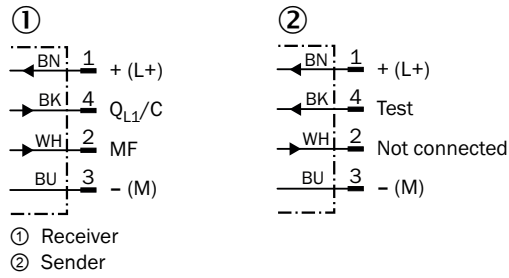 ① ②
BN 1 + (L+)
BK 4 Q_L1/C
WH 2 MF
BU 3 – (M)
BN 1 + (L+)
BK 4 Test
WH 2 Not connected
BU 3 – (M)
① Receiver
② Sender